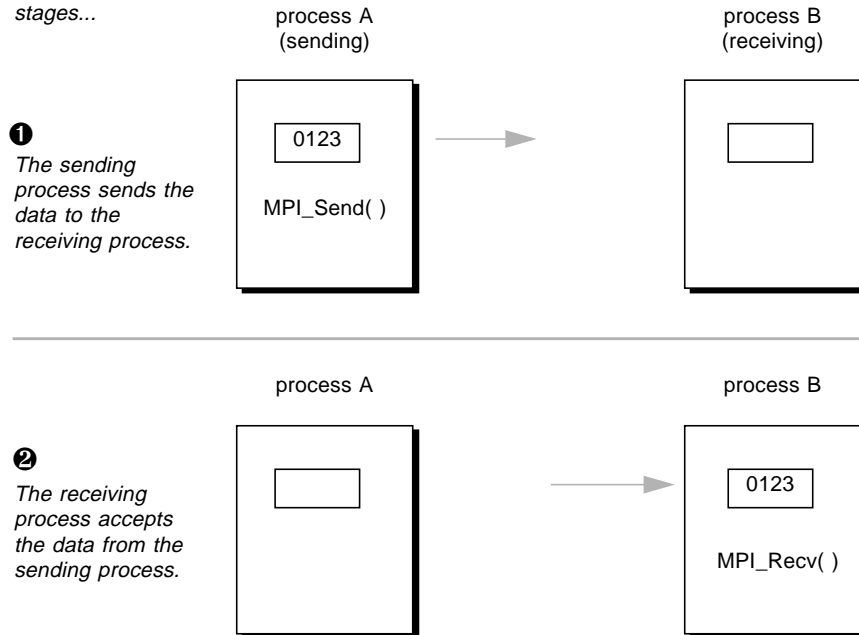 stages...
process A
(sending)
process B
(receiving)
❶
The sending
process sends the
data to the
receiving process.
0123
MPI_Send( )
process A
process B
❷
The receiving
process accepts
the data from the
sending process.
0123
MPI_Recv( )